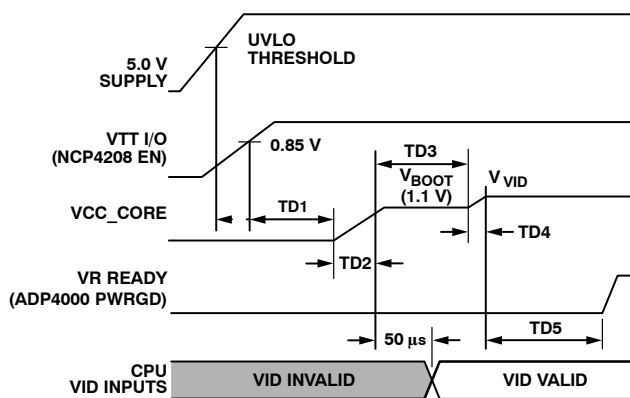 UVLO
THRESHOLD
5.0 V
SUPPLY
VTT I/O
(NCP4208 EN)
0.85 V
TD3
VBOOT
(1.1 V)
V VID
VCC_CORE
TD1
TD4
TD2
VR READY
(ADP4000 PWRGD)
TD5
50 μs
CPU
VID INPUTS
VID INVALID
VID VALID